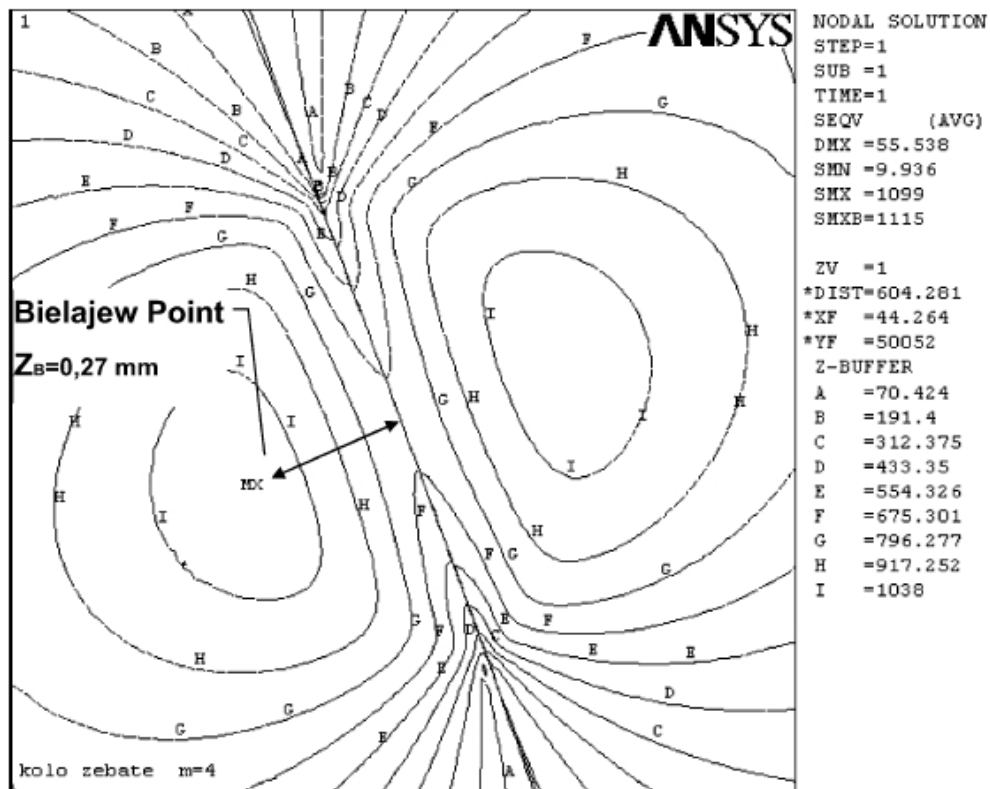 1
ANSYS
Bielajew Point
ZB=0,27 mm
MX
kolo zebate m=4
NODAL SOLUTION
STEP=1
SUB =1
TIME=1
SEQV (AVG)
DMX =55.538
SMN =9.936
SMX =1099
SMXB=1115
ZV =1
*DIST=604.281
*XF =44.264
*YF =50052
Z-BUFFER
A =70.424
B =191.4
C =312.375
D =433.35
E =554.326
F =675.301
G =796.277
H =917.252
I =1038